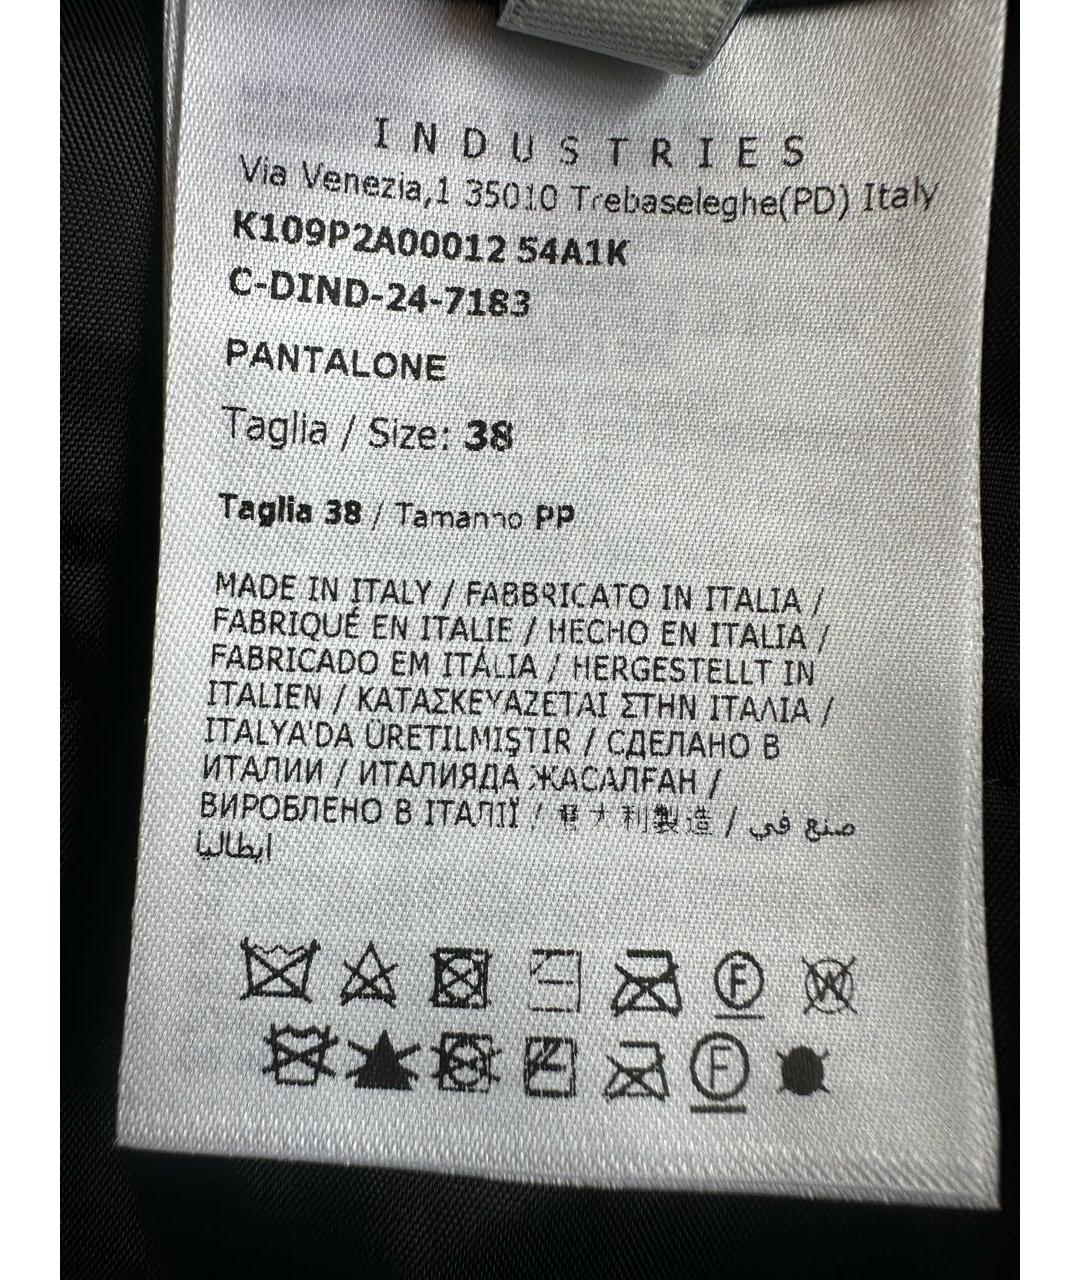 INDUSTRIES
Via Venezia,1 35010 Trebaseleghe(PD) Italy
K109P2A00012 54A1K
C-DIND-24-7183
PANTALONE
Taglia / Size: 38
Taglia 38 / Tamanho PP
MADE IN ITALY / FABBRICATO IN ITALIA /
FABRIQUÉ EN ITALIE / HECHO EN ITALIA /
FABRICADO EM ITÁLIA / HERGESTELLT IN
ITALIEN / ΚΑΤΑΣΚΕΥΑΖΕΤΑΙ ΣΤΗΝ ΙΤΑΛΙΑ /
ITALYA'DA ÜRETILMIŞTIR / СДЕЛАНО В
ИТАЛИИ / ИТАЛИЯДА ЖАСАЛҒАН /
ВИРОБЛЕНО В ІТАЛІЇ / 意大利製造 / صنع في
ايطاليا
F W
F